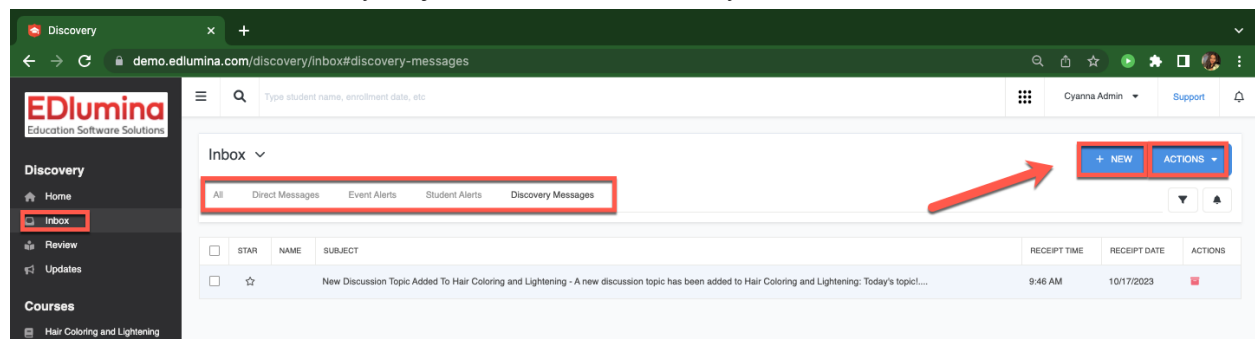 Discovery
demo.edlumina.com/discovery/inbox#discovery-messages
EDlumina
Education Software Solutions
Type student name, enrollment date, etc
Cyanna Admin
Support
Discovery
Home
Inbox
Review
Updates
Courses
Hair Coloring and Lightening
Inbox
+ NEW
ACTIONS
All Direct Messages Event Alerts Student Alerts Discovery Messages
STAR NAME SUBJECT RECEIPT TIME RECEIPT DATE ACTIONS
New Discussion Topic Added To Hair Coloring and Lightening - A new discussion topic has been added to Hair Coloring and Lightening: Today's topic!.... 9:46 AM 10/17/2023